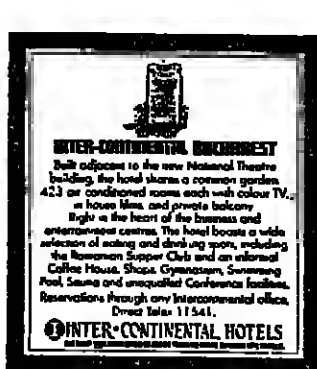 INTER-CONTINENTAL BUCHAREST
Built adjacent to the new National Theatre
building, the hotel shares a common garden
423 air conditioned rooms each with colour TV.,
in house films, and private balcony
Right in the heart of the business and
entertainment centres. The hotel boasts a wide
selection of eating and drinking spots, including
the Romanian Supper Club and an informal
Coffee House, Shops, Gymnasium, Swimming
Pool, Sauna and unequalled Conference facilities.
Reservations through any Intercontinental office,
Direct Telex 11541.
INTER-CONTINENTAL HOTELS